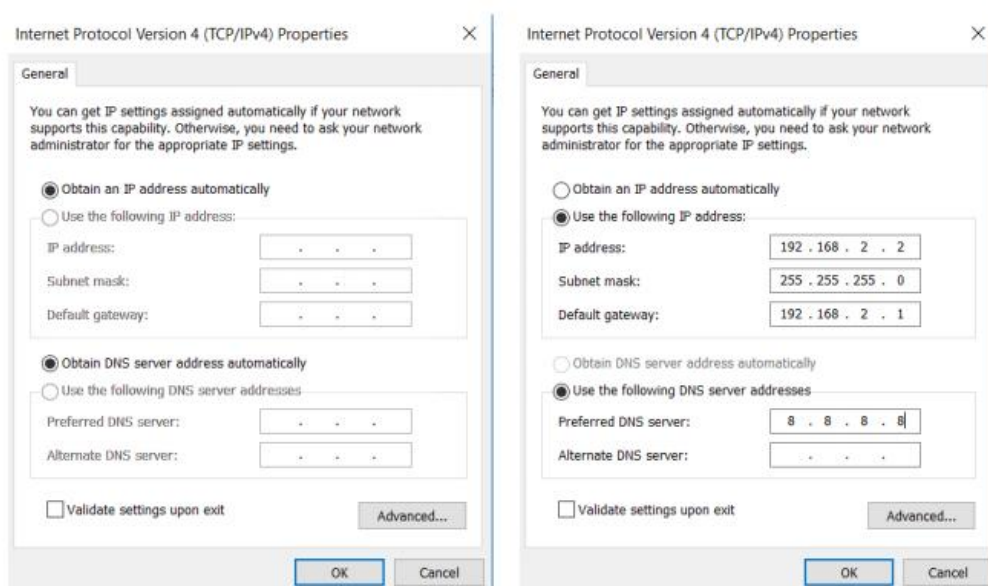 Internet Protocol Version 4 (TCP/IPv4) Properties
General
You can get IP settings assigned automatically if your network
supports this capability. Otherwise, you need to ask your network
administrator for the appropriate IP settings.
Obtain an IP address automatically
Use the following IP address:
IP address: . . .
Subnet mask: . . .
Default gateway: . . .
Obtain DNS server address automatically
Use the following DNS server addresses
Preferred DNS server: . . .
Alternate DNS server: . . .
Validate settings upon exit
Advanced...
OK Cancel
Internet Protocol Version 4 (TCP/IPv4) Properties
General
You can get IP settings assigned automatically if your network
supports this capability. Otherwise, you need to ask your network
administrator for the appropriate IP settings.
Obtain an IP address automatically
Use the following IP address:
IP address: 192 . 168 . 2 . 2
Subnet mask: 255 . 255 . 255 . 0
Default gateway: 192 . 168 . 2 . 1
Obtain DNS server address automatically
Use the following DNS server addresses
Preferred DNS server: 8 . 8 . 8 . 8
Alternate DNS server: . . .
Validate settings upon exit
Advanced...
OK Cancel